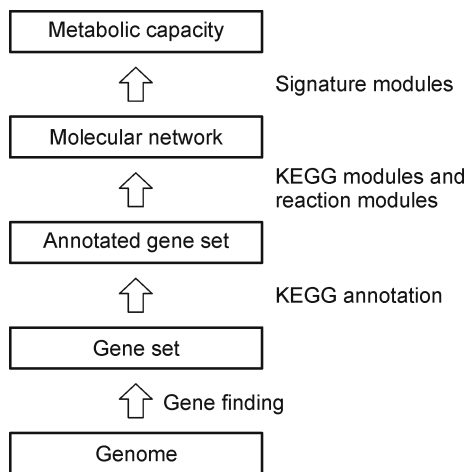 Metabolic capacity
Signature modules
Molecular network
KEGG modules and
reaction modules
Annotated gene set
KEGG annotation
Gene set
Gene finding
Genome